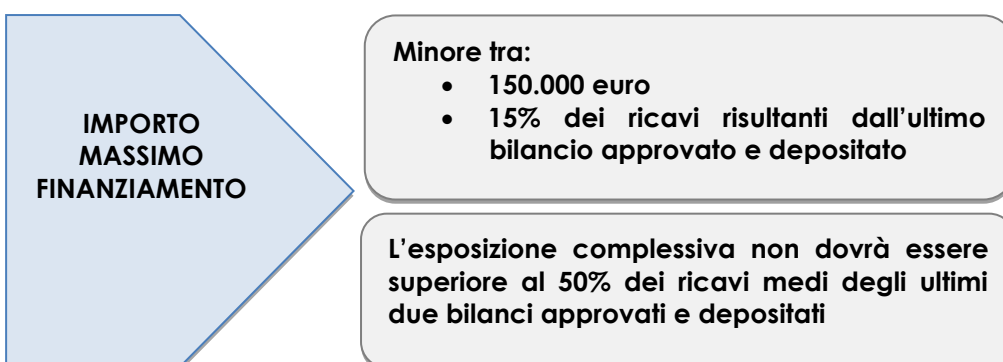 IMPORTO
MASSIMO
FINANZIAMENTO
Minore tra:
• 150.000 euro
• 15% dei ricavi risultanti dall’ultimo
bilancio approvato e depositato
L’esposizione complessiva non dovrà essere
superiore al 50% dei ricavi medi degli ultimi
due bilanci approvati e depositati